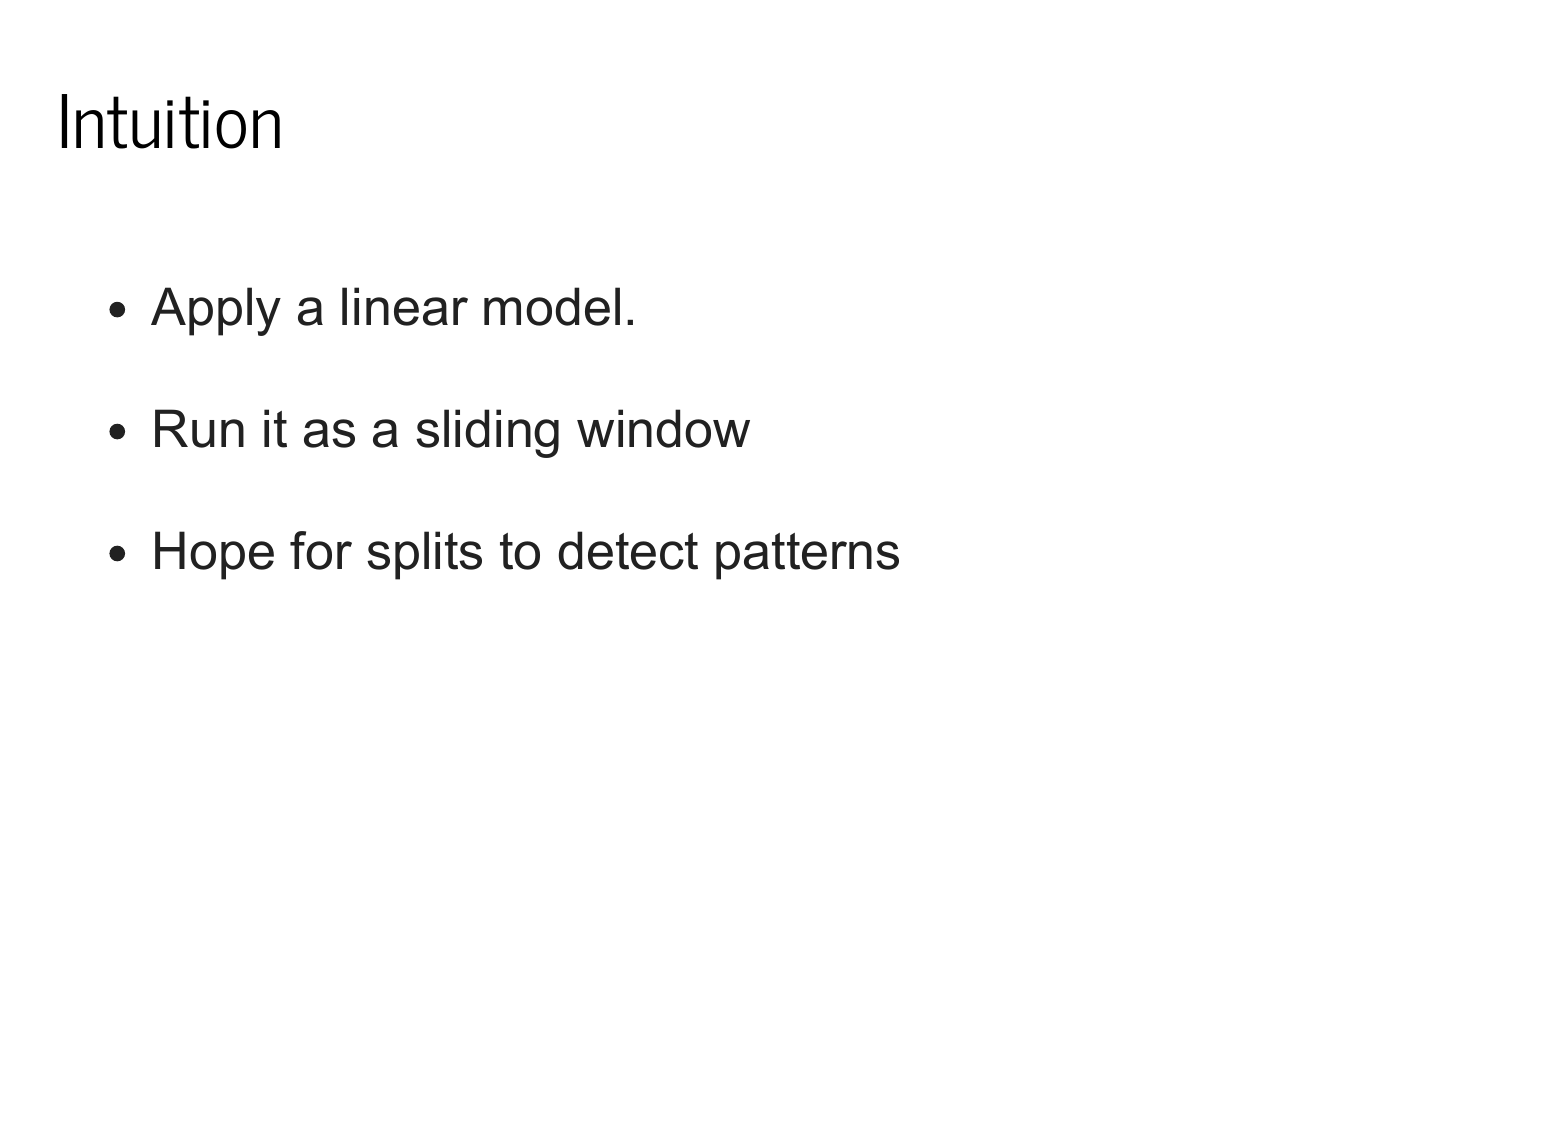 Intuition
• Apply a linear model.
• Run it as a sliding window
• Hope for splits to detect patterns